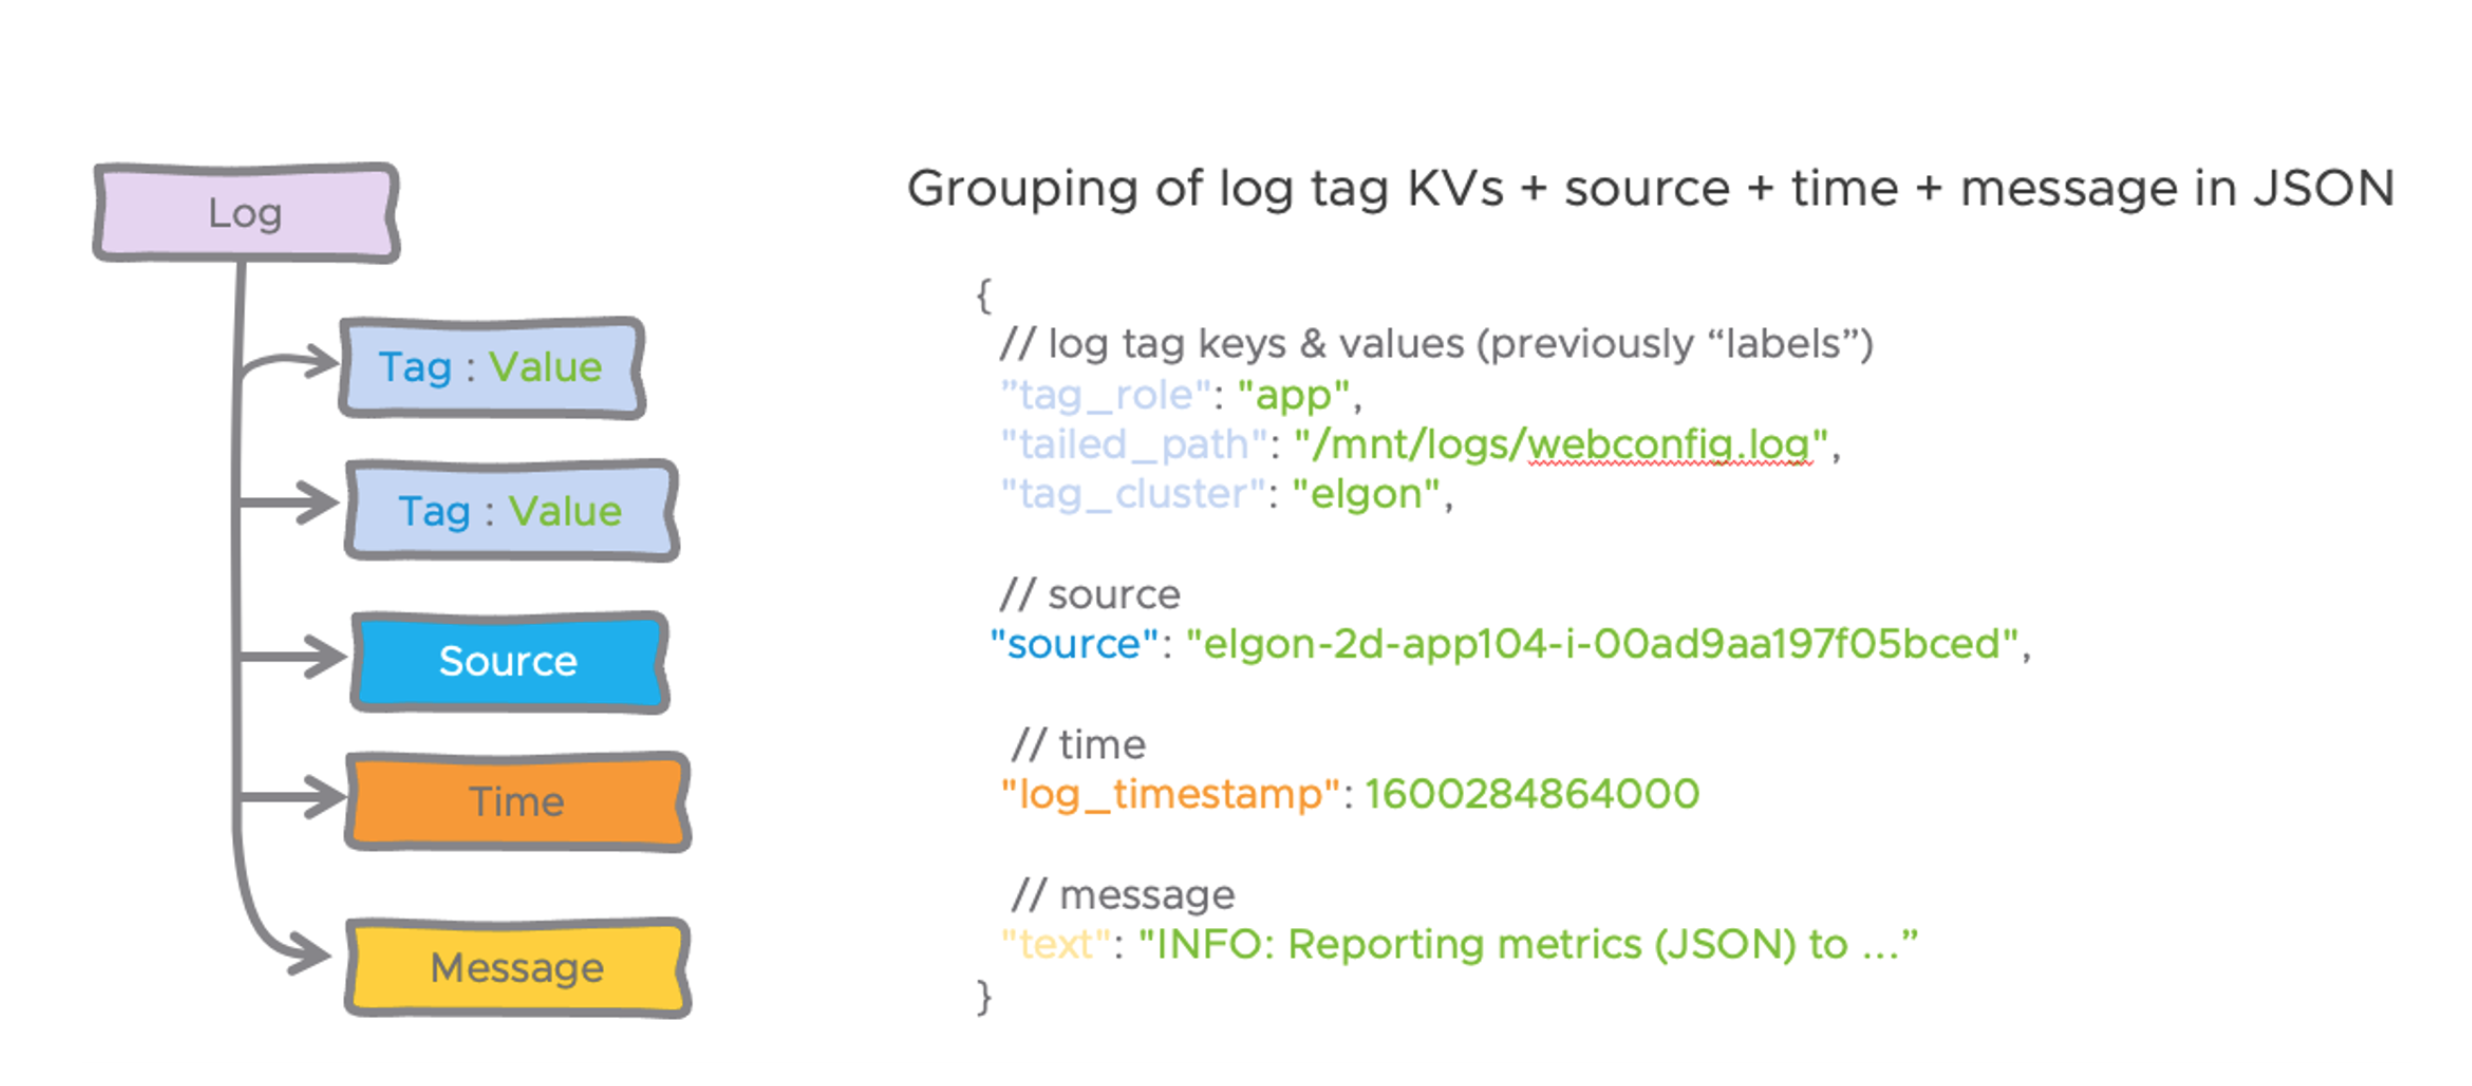 Log
Tag : Value
Tag : Value
Source
Time
Message
Grouping of log tag KVs + source + time + message in JSON
{
// log tag keys & values (previously “labels”)
”tag_role": "app",
"tailed_path": "/mnt/logs/webconfig.log",
"tag_cluster": "elgon",
// source
"source": "elgon-2d-app104-i-00ad9aa197f05bced",
// time
"log_timestamp": 1600284864000
// message
"text": "INFO: Reporting metrics (JSON) to ...”
}